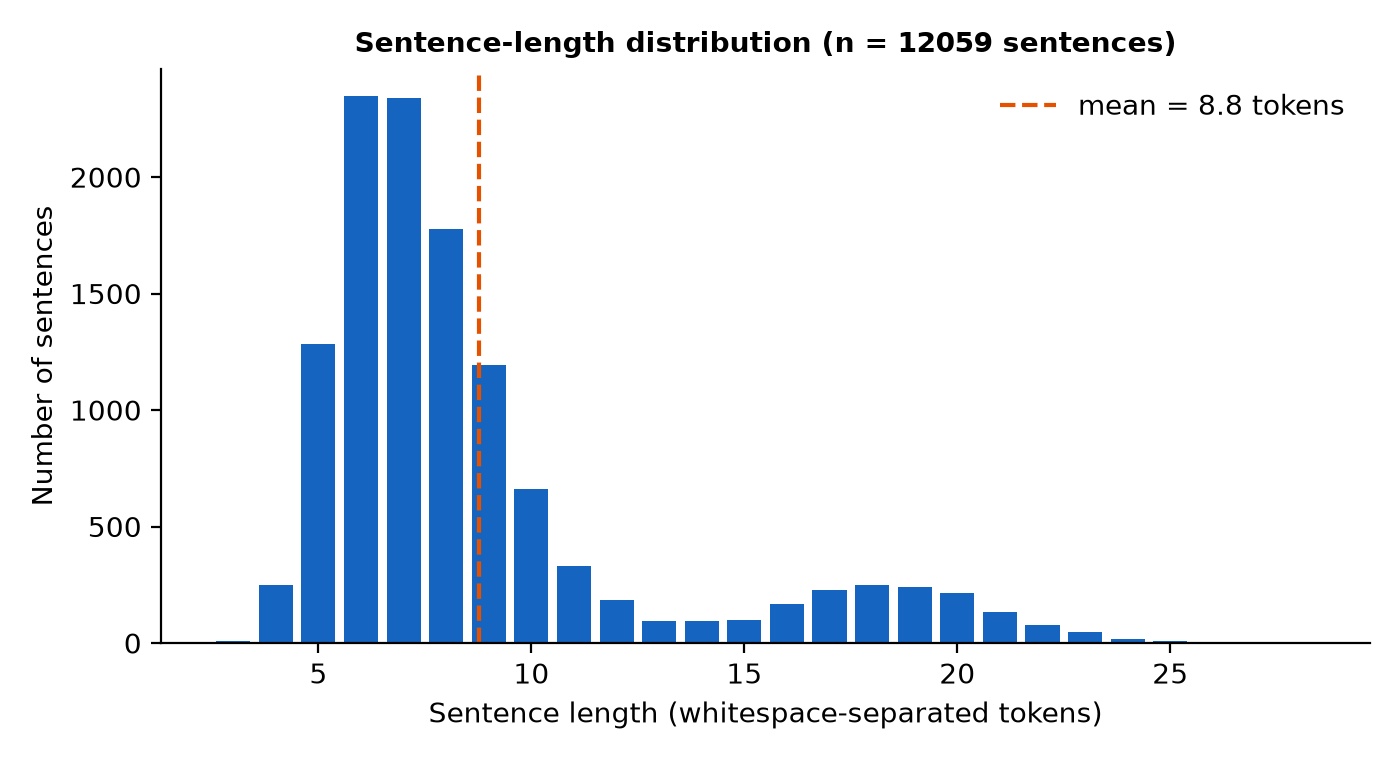 Sentence-length distribution (n = 12059 sentences)
mean = 8.8 tokens
Number of sentences
2000
1500
1000
500
0
5 10 15 20 25
Sentence length (whitespace-separated tokens)